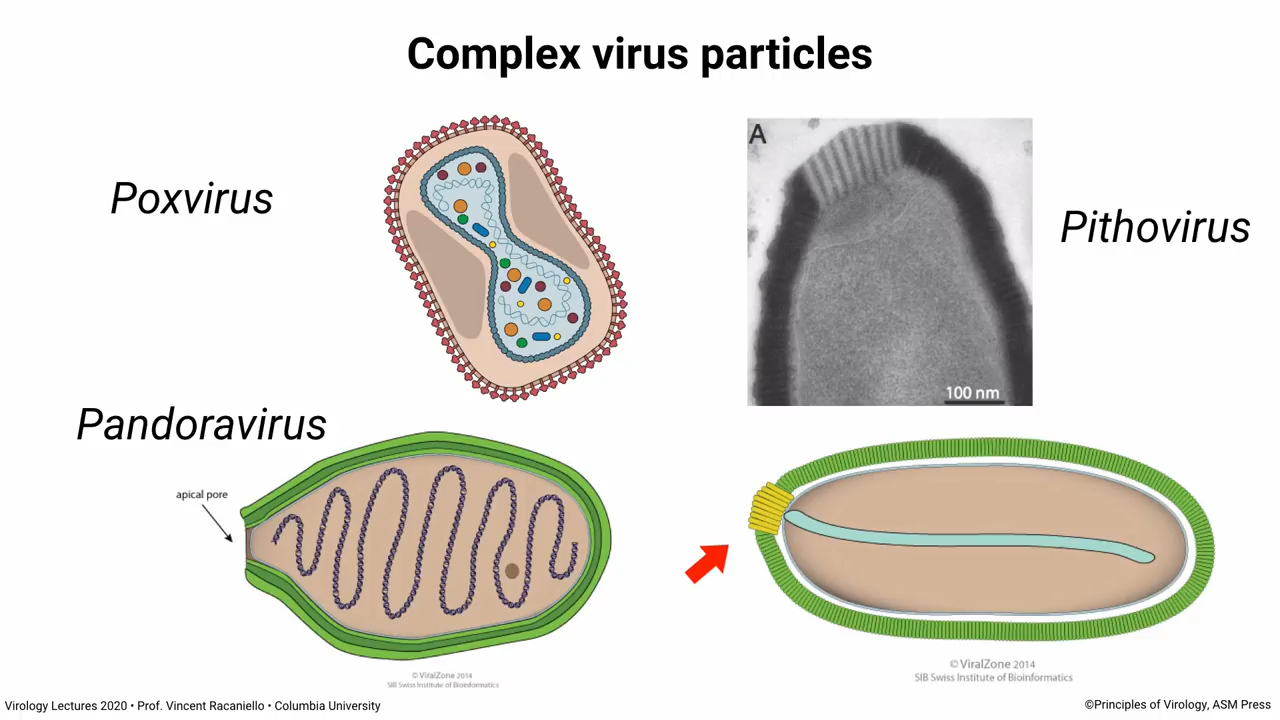 Complex virus particles
Poxvirus
A
Pithovirus
100 nm
Pandoravirus
apical pore
© ViralZone 2014
SIB Swiss Institute of Bioinformatics
© ViralZone 2014
SIB Swiss Institute of Bioinformatics
Virology Lectures 2020 • Prof. Vincent Racaniello • Columbia University
©Principles of Virology, ASM Press